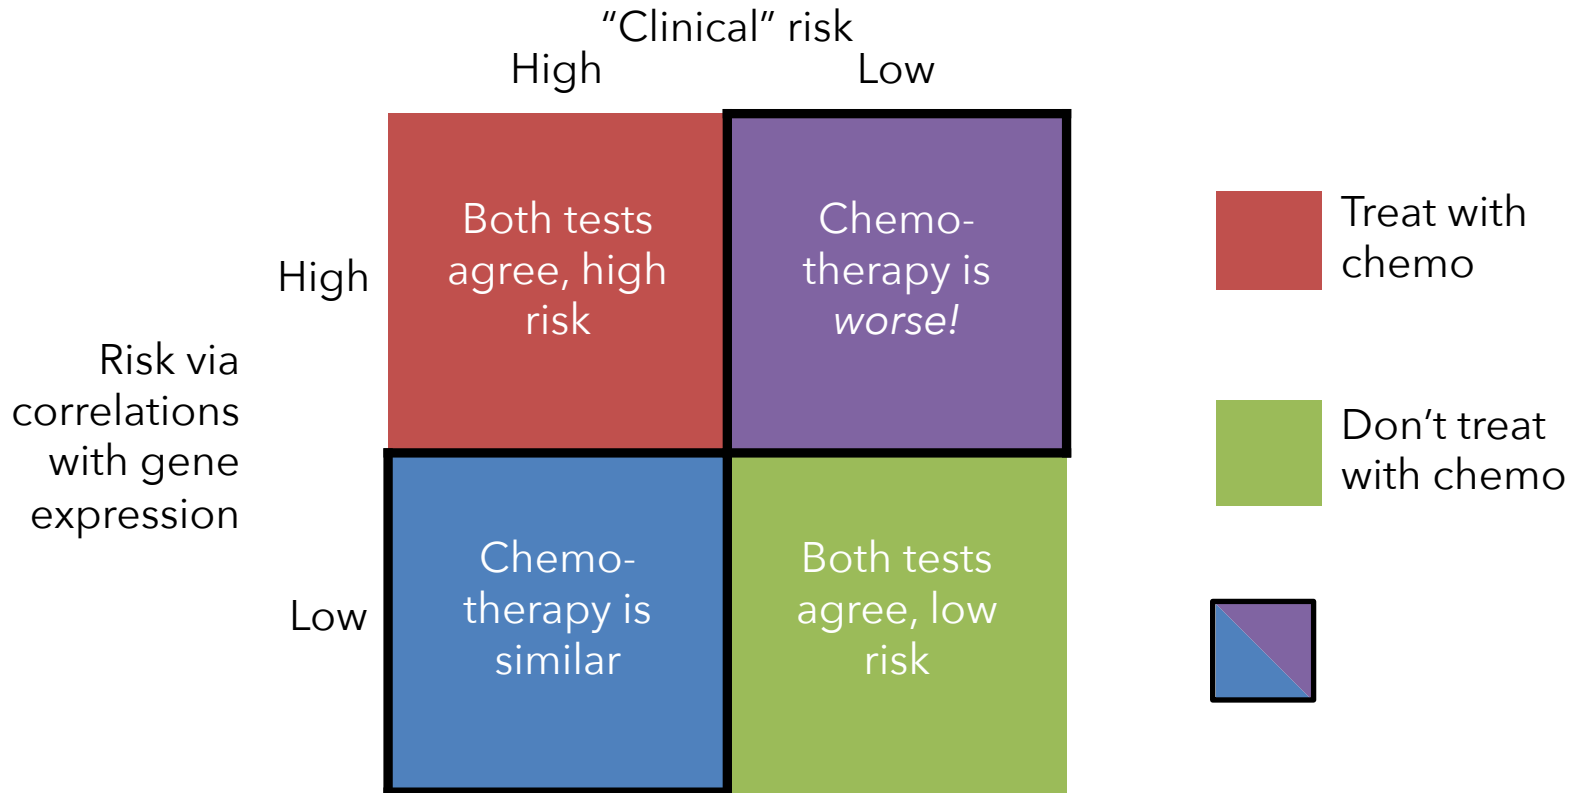 “Clinical” risk
High
Low
High
Low
Risk via
correlations
with gene
expression
Both tests
agree, high
risk
Chemo-
therapy is
worse!
Chemo-
therapy is
similar
Both tests
agree, low
risk
Treat with
chemo
Don’t treat
with chemo